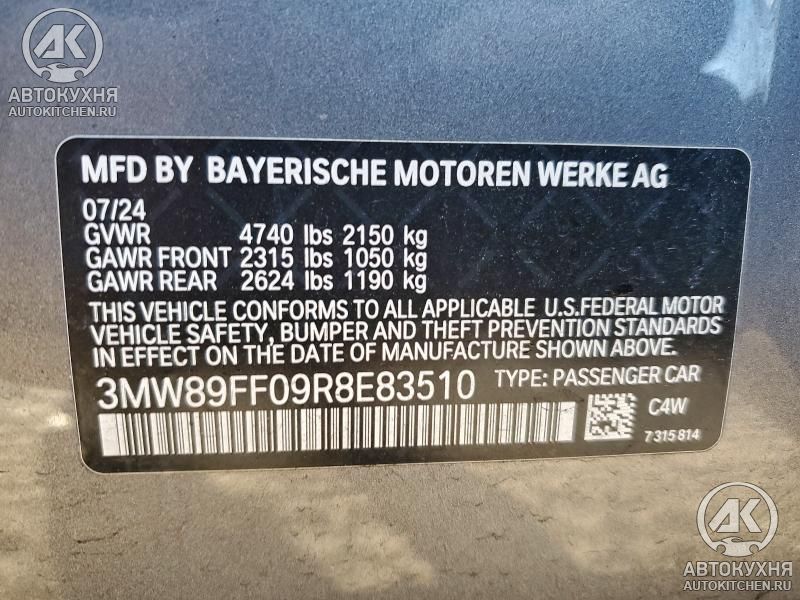 AK
АВТОКУХНЯ
AUTOKITCHEN.RU
MFD BY BAYERISCHE MOTOREN WERKE AG
07/24
GVWR 4740 lbs 2150 kg
GAWR FRONT 2315 lbs 1050 kg
GAWR REAR 2624 lbs 1190 kg
THIS VEHICLE CONFORMS TO ALL APPLICABLE U.S.FEDERAL MOTOR
VEHICLE SAFETY, BUMPER AND THEFT PREVENTION STANDARDS
IN EFFECT ON THE DATE OF MANUFACTURE SHOWN ABOVE.
3MW89FF09R8E83510 TYPE: PASSENGER CAR
C4W
7315814
AK
АВТОКУХНЯ
AUTOKITCHEN.RU